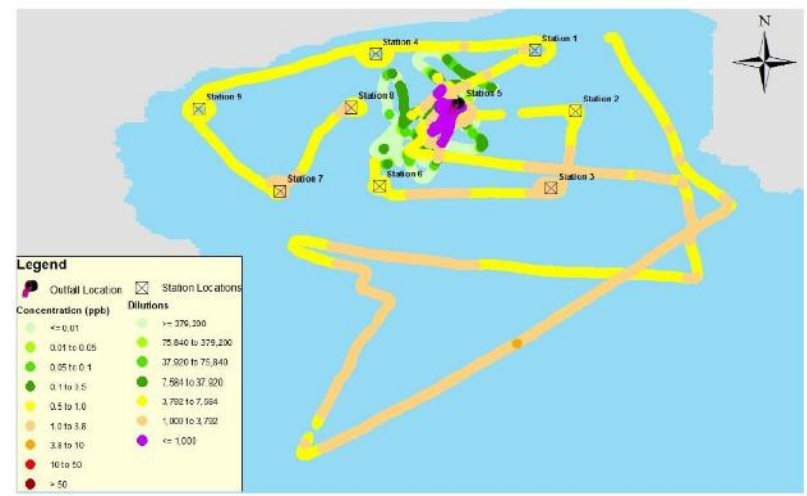 N
Station 4
Station 1
Station 5
Station 9
Station 8
Station 2
Station 7
Station 6
Station 3
Legend
Outfall Location
Station Locations
Concentration (ppb)
<= 0.01
0.01 to 0.05
0.05 to 0.1
0.1 to 0.5
0.5 to 1.0
1.0 to 3.8
3.8 to 10
10 to 50
> 50
Dilutions
>= 379,200
75,840 to 379,200
37,920 to 75,840
7,584 to 37,920
3,792 to 7,584
1,000 to 3,792
<= 1,000